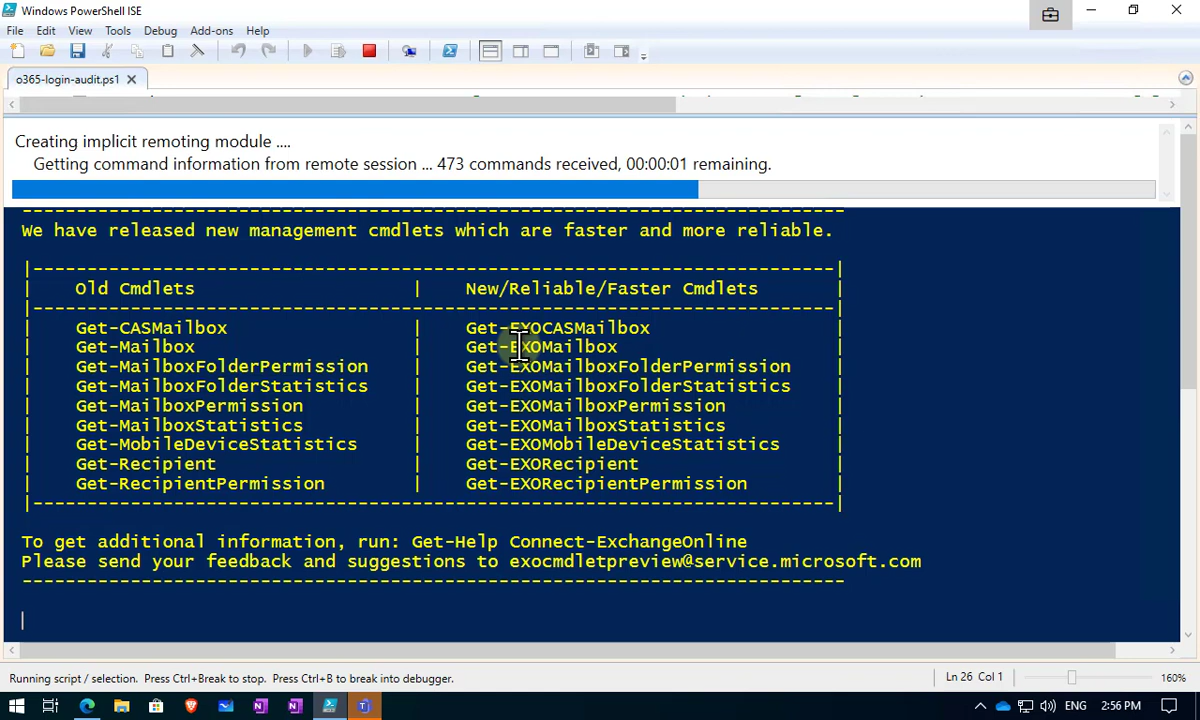 Windows PowerShell ISE
File Edit View Tools Debug Add-ons Help
o365-login-audit.ps1
Creating implicit remoting module ....
Getting command information from remote session ... 473 commands received, 00:00:01 remaining.
----------------------------------------------------------------------------
We have released new management cmdlets which are faster and more reliable.
|--------------------------------------------------------------------------|
| Old Cmdlets | New/Reliable/Faster Cmdlets |
|--------------------------------------------------------------------------|
| Get-CASMailbox | Get-EXOCASMailbox |
| Get-Mailbox | Get-EXOMailbox |
| Get-MailboxFolderPermission | Get-EXOMailboxFolderPermission |
| Get-MailboxFolderStatistics | Get-EXOMailboxFolderStatistics |
| Get-MailboxPermission | Get-EXOMailboxPermission |
| Get-MailboxStatistics | Get-EXOMailboxStatistics |
| Get-MobileDeviceStatistics | Get-EXOMobileDeviceStatistics |
| Get-Recipient | Get-EXORecipient |
| Get-RecipientPermission | Get-EXORecipientPermission |
|--------------------------------------------------------------------------|
To get additional information, run: Get-Help Connect-ExchangeOnline
Please send your feedback and suggestions to exocmdletpreview@service.microsoft.com
----------------------------------------------------------------------------
Running script / selection. Press Ctrl+Break to stop. Press Ctrl+B to break into debugger.
Ln 26 Col 1
160%
ENG 2:56 PM